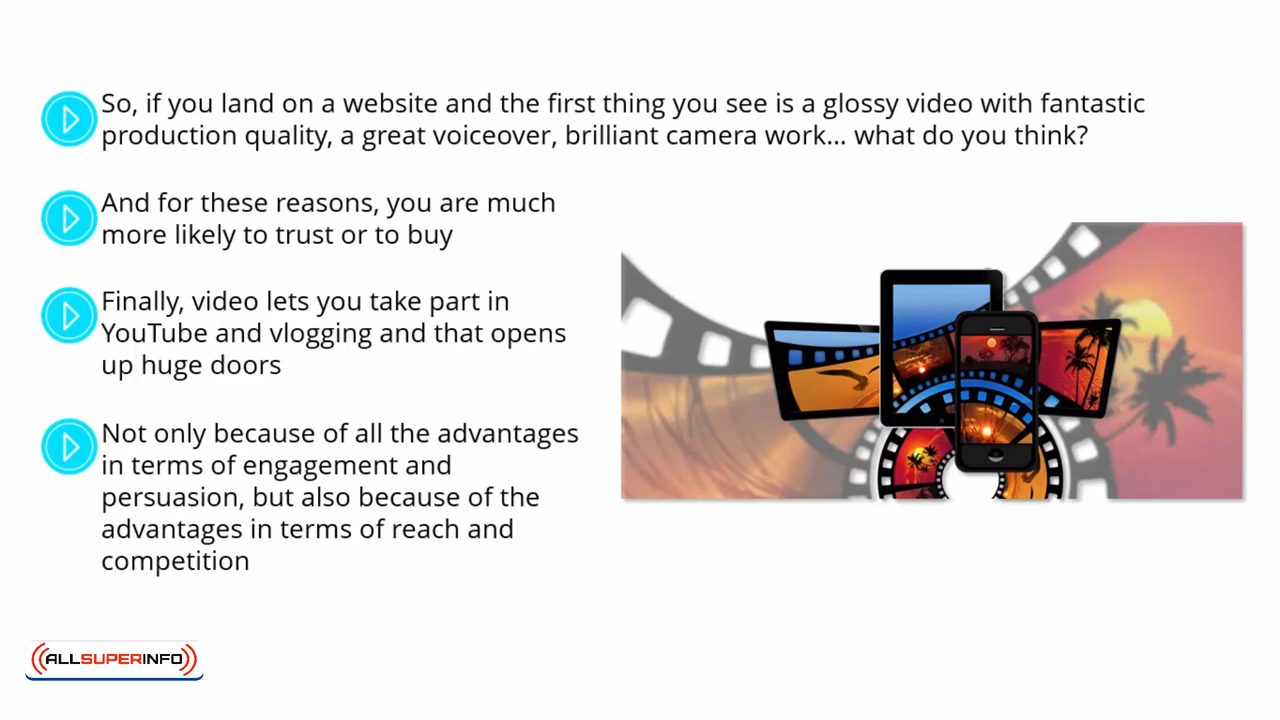 So, if you land on a website and the first thing you see is a glossy video with fantastic
production quality, a great voiceover, brilliant camera work... what do you think?
And for these reasons, you are much
more likely to trust or to buy
Finally, video lets you take part in
YouTube and vlogging and that opens
up huge doors
Not only because of all the advantages
in terms of engagement and
persuasion, but also because of the
advantages in terms of reach and
competition
ALLSUPERINFO